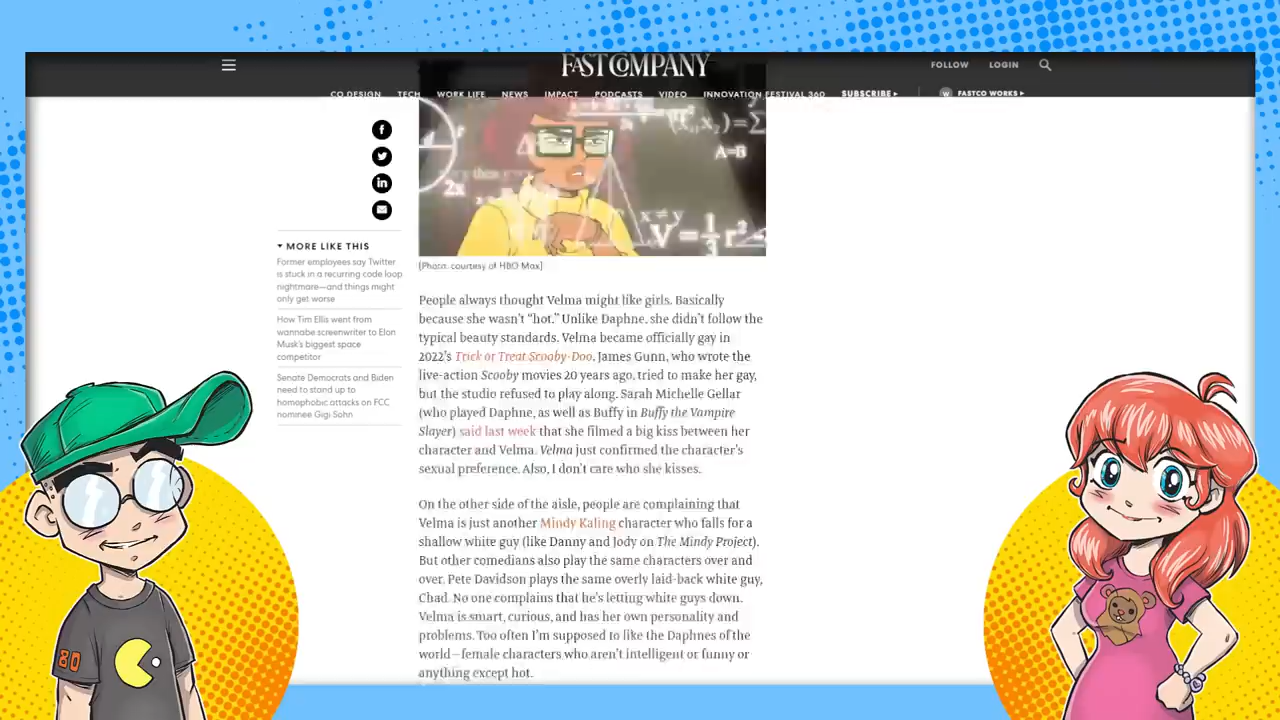 FAST COMPANY
FOLLOW LOGIN
CO.DESIGN TECH WORK LIFE NEWS IMPACT PODCASTS VIDEO INNOVATION FESTIVAL 360 SUBSCRIBE W FASTCO WORKS
2x
A=B
x≠y
MORE LIKE THIS
Former employees say Twitter
is stuck in a recurring code loop
nightmare—and things might
only get worse
How Tim Ellis went from
wannabe screenwriter to Elon
Musk's biggest space
competitor
Senate Democrats and Biden
need to stand up to
homophobic attacks on FCC
nominee Gigi Sohn
[Photo: courtesy of HBO Max]
People always thought Velma might like girls. Basically
because she wasn't “hot.” Unlike Daphne, she didn't follow the
typical beauty standards. Velma became officially gay in
2022's Trick or Treat Scooby-Doo. James Gunn, who wrote the
live-action Scooby movies 20 years ago, tried to make her gay,
but the studio refused to play along. Sarah Michelle Gellar
(who played Daphne, as well as Buffy in Buffy the Vampire
Slayer) said last week that she filmed a big kiss between her
character and Velma. Velma just confirmed the character's
sexual preference. Also, I don't care who she kisses.
On the other side of the aisle, people are complaining that
Velma is just another Mindy Kaling character who falls for a
shallow white guy (like Danny and Jody on The Mindy Project).
But other comedians also play the same characters over and
over. Pete Davidson plays the same overly laid-back white guy,
Chad. No one complains that he's letting white guys down.
Velma is smart, curious, and has her own personality and
problems. Too often I'm supposed to like the Daphnes of the
world—female characters who aren't intelligent or funny or
anything except hot.
80